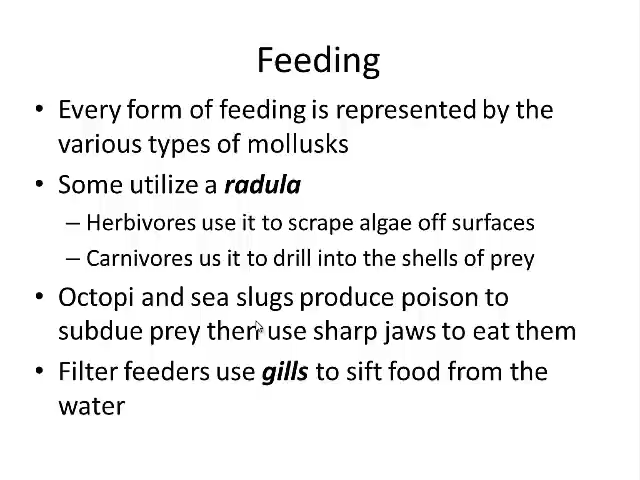 Feeding
• Every form of feeding is represented by the
various types of mollusks
• Some utilize a radula
– Herbivores use it to scrape algae off surfaces
– Carnivores us it to drill into the shells of prey
• Octopi and sea slugs produce poison to
subdue prey then use sharp jaws to eat them
• Filter feeders use gills to sift food from the
water